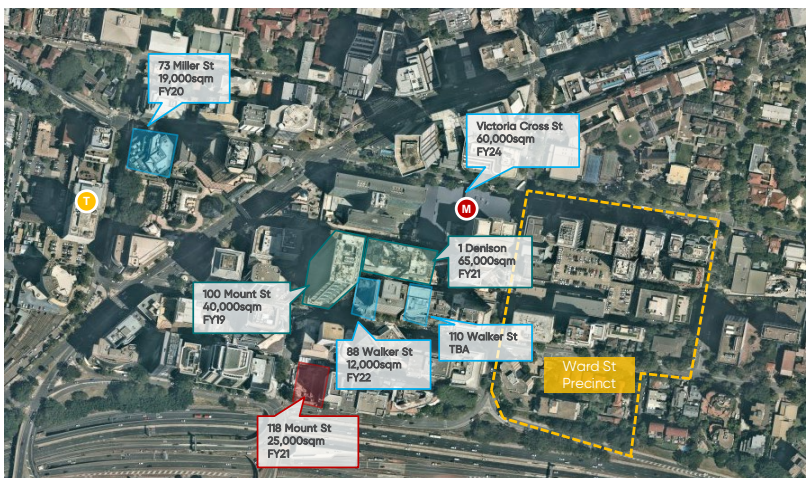 73 Miller St
19,000sqm
FY20
Victoria Cross St
60,000sqm
FY24
T
M
1 Denison
65,000sqm
FY21
100 Mount St
40,000sqm
FY19
110 Walker St
TBA
88 Walker St
12,000sqm
FY22
Ward St
Precinct
118 Mount St
25,000sqm
FY21